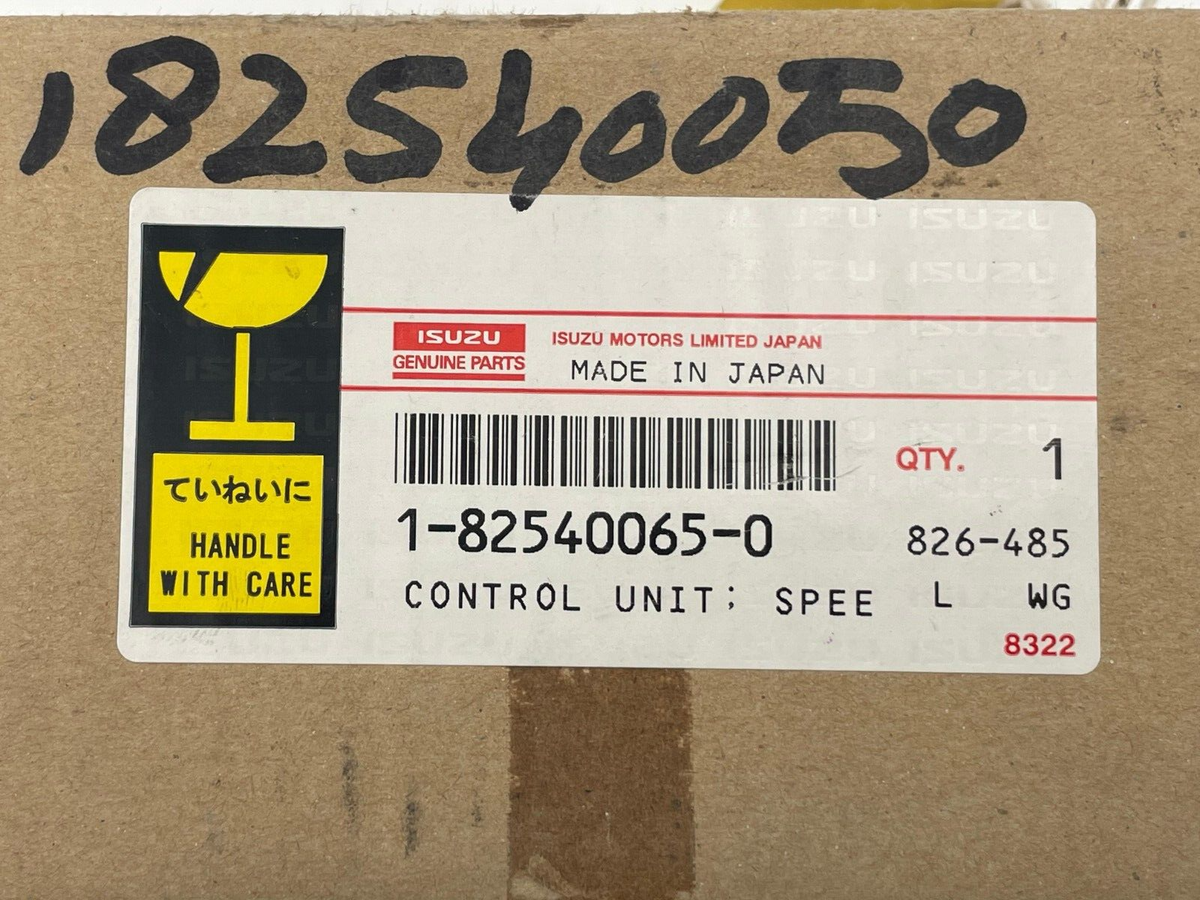 182540050
ISUZU
GENUINE PARTS
ISUZU MOTORS LIMITED JAPAN
MADE IN JAPAN
QTY. 1
1-82540065-0 826-485
CONTROL UNIT; SPEE L WG
8322
ていねいに
HANDLE
WITH CARE